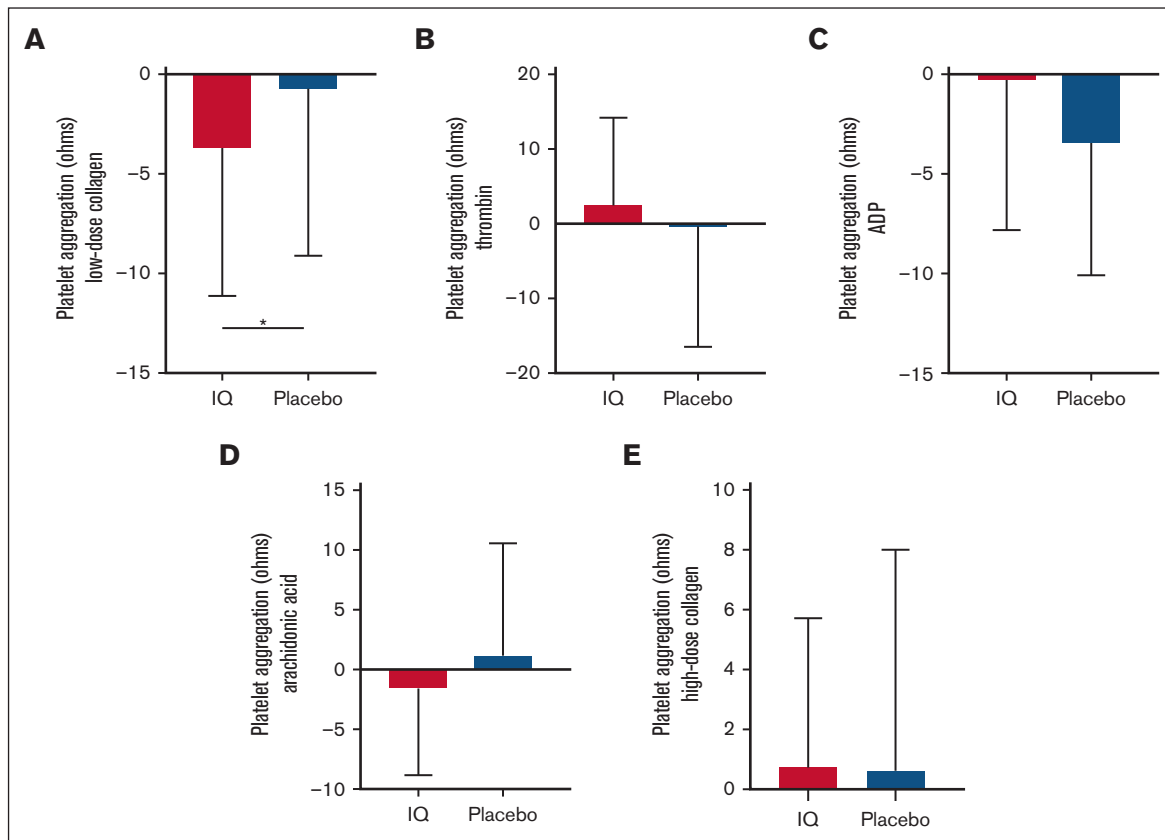 A
Platelet aggregation (ohms)
low-dose collagen
0
−5
−10
−15
*
IQ
Placebo
B
Platelet aggregation (ohms)
thrombin
20
10
0
−10
−20
IQ
Placebo
C
Platelet aggregation (ohms)
ADP
0
−5
−10
−15
IQ
Placebo
D
Platelet aggregation (ohms)
arachidonic acid
15
10
5
0
−5
−10
IQ
Placebo
E
Platelet aggregation (ohms)
high-dose collagen
10
8
6
4
2
0
IQ
Placebo